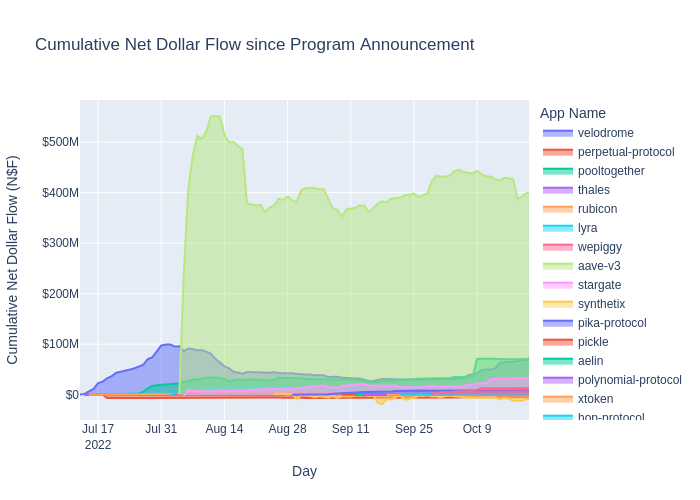 Cumulative Net Dollar Flow since Program Announcement
Cumulative Net Dollar Flow (N$F)
$500M
$400M
$300M
$200M
$100M
$0
Jul 17
2022
Jul 31
Aug 14
Aug 28
Sep 11
Sep 25
Oct 9
Day
App Name
velodrome
perpetual-protocol
pooltogether
thales
rubicon
lyra
wepiggy
aave-v3
stargate
synthetix
pika-protocol
pickle
aelin
polynomial-protocol
xtoken
hop-protocol